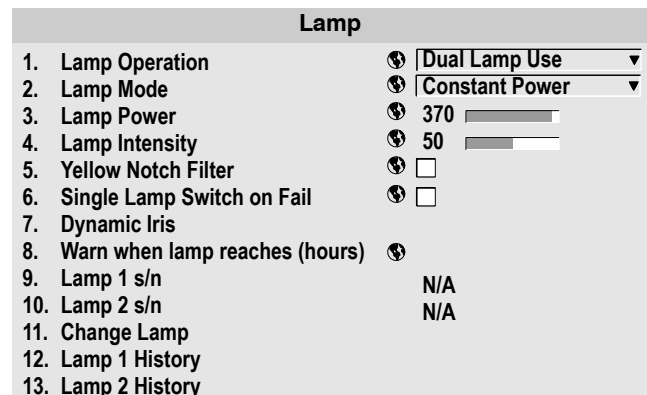 Lamp
1. Lamp Operation Dual Lamp Use
2. Lamp Mode Constant Power
3. Lamp Power 370
4. Lamp Intensity 50
5. Yellow Notch Filter
6. Single Lamp Switch on Fail
7. Dynamic Iris
8. Warn when lamp reaches (hours)
9. Lamp 1 s/n N/A
10. Lamp 2 s/n N/A
11. Change Lamp
12. Lamp 1 History
13. Lamp 2 History